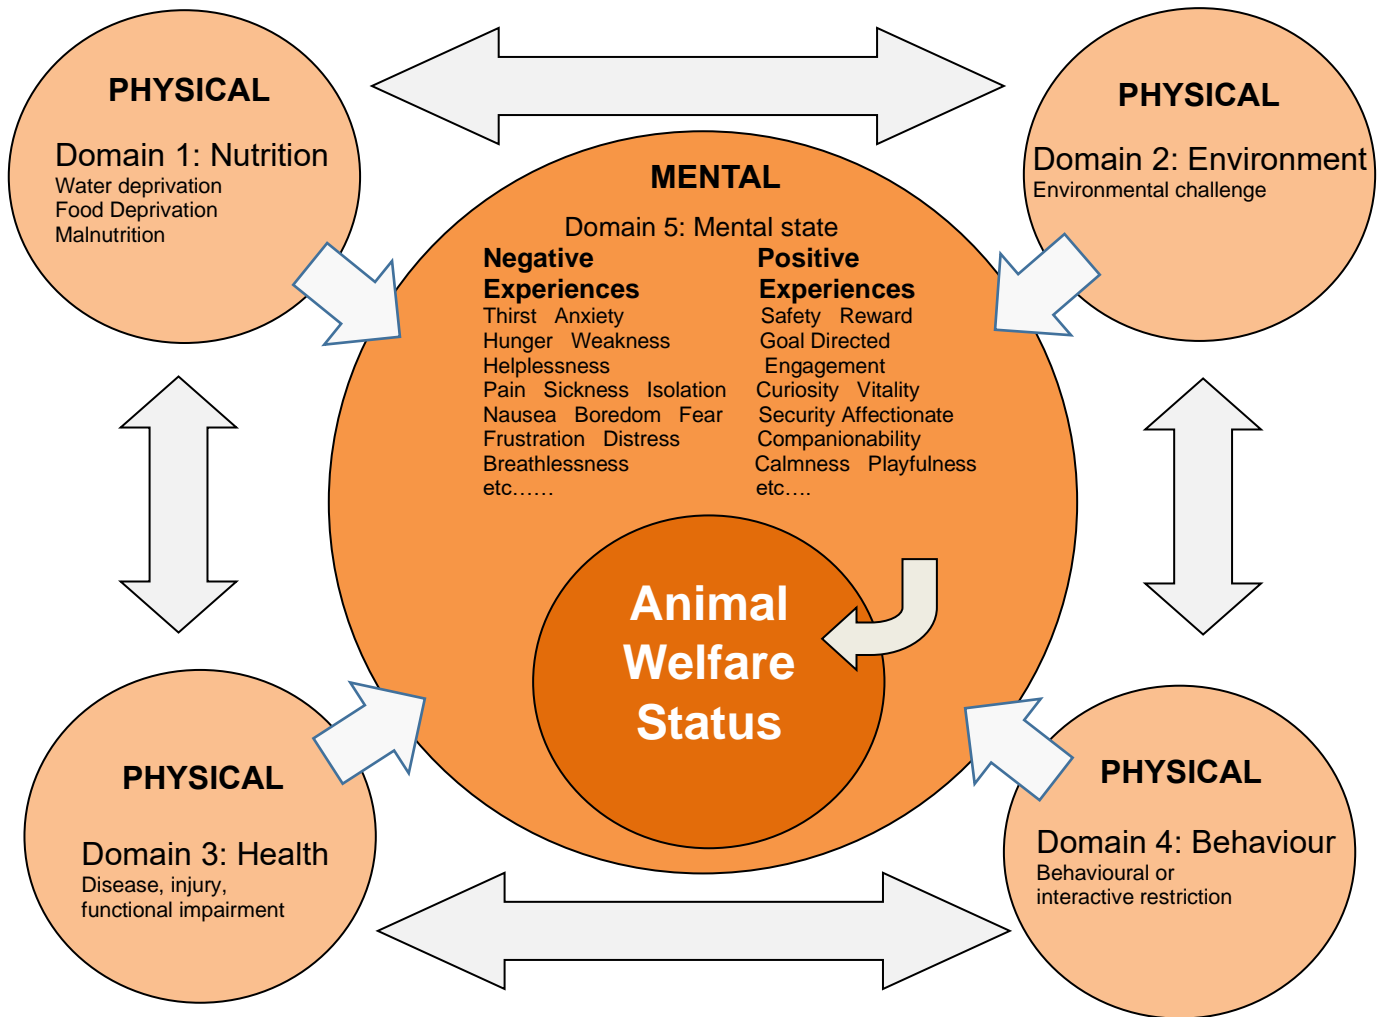 PHYSICAL
Domain 1: Nutrition
Water deprivation
Food Deprivation
Malnutrition
PHYSICAL
Domain 2: Environment
Environmental challenge
MENTAL
Domain 5: Mental state
Negative
Experiences
Thirst Anxiety
Hunger Weakness
Helplessness
Pain Sickness Isolation
Nausea Boredom Fear
Frustration Distress
Breathlessness
etc……
Positive
Experiences
Safety Reward
Goal Directed
Engagement
Curiosity Vitality
Security Affectionate
Companionability
Calmness Playfulness
etc….
Animal
Welfare
Status
PHYSICAL
Domain 3: Health
Disease, injury,
functional impairment
PHYSICAL
Domain 4: Behaviour
Behavioural or
interactive restriction